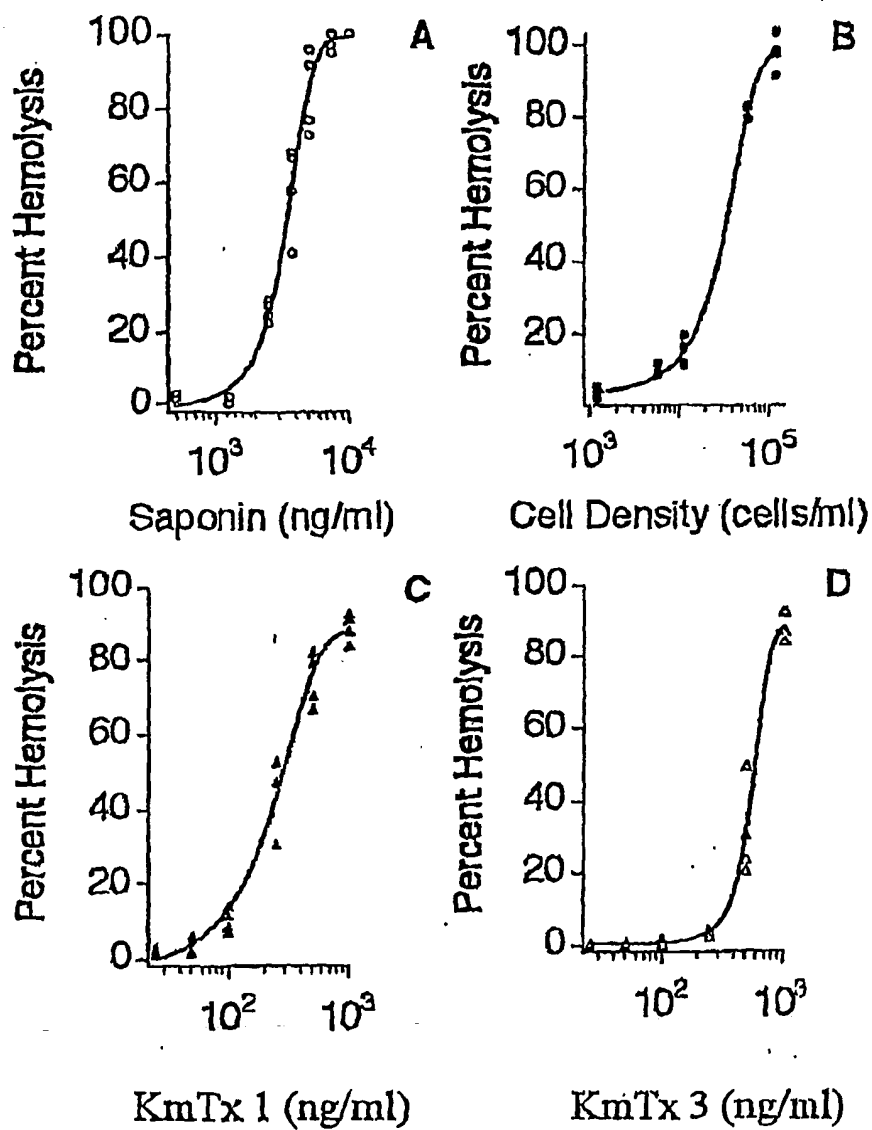 A
Percent Hemolysis
100
80
60
40
20
0
10³
10⁴
Saponin (ng/ml)
B
Percent Hemolysis
100
80
60
40
20
10³
10⁵
Cell Density (cells/ml)
C
Percent Hemolysis
100
80
60
40
20
0
10²
10³
KmTx 1 (ng/ml)
D
Percent Hemolysis
100
80
60
40
20
0
10²
10³
KmTx 3 (ng/ml)